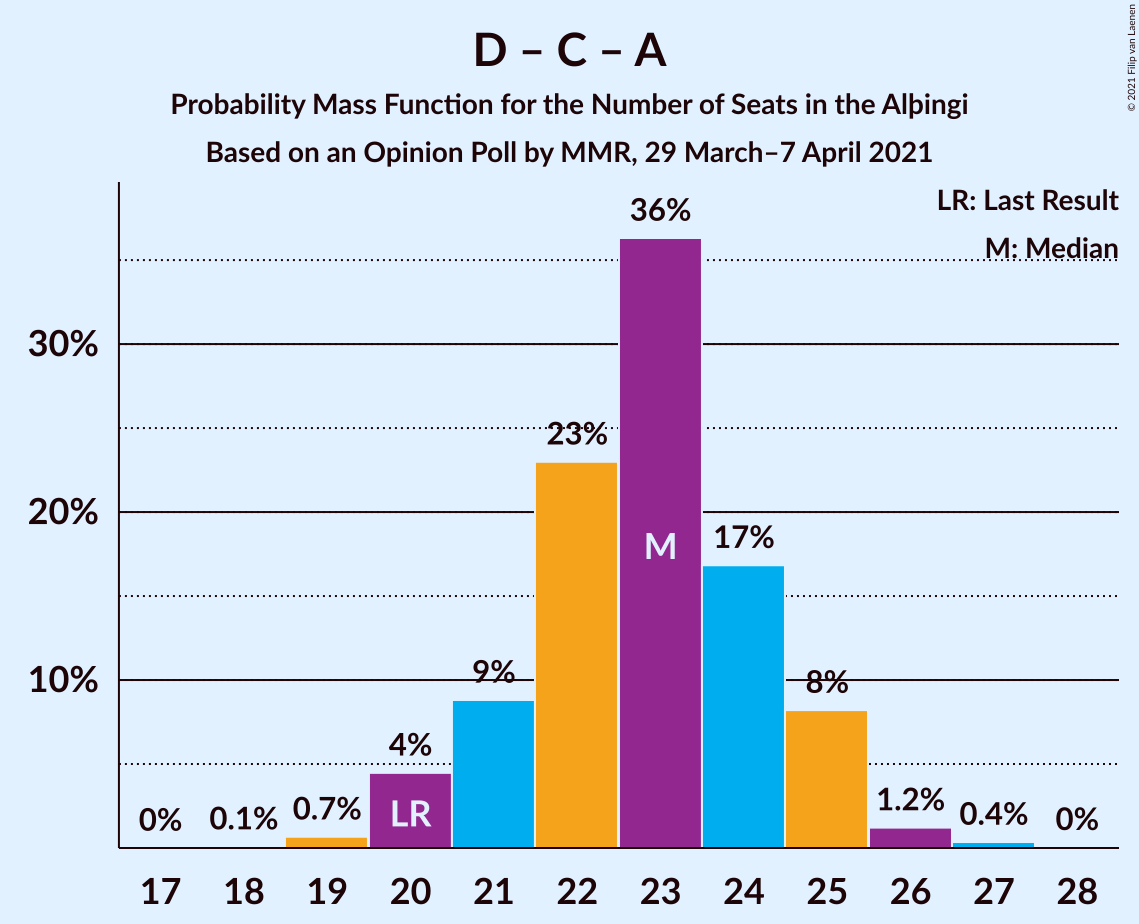 D – C – A
Probability Mass Function for the Number of Seats in the Alþingi
Based on an Opinion Poll by MMR, 29 March–7 April 2021
© 2021 Filip van Laenen
LR: Last Result
M: Median
36%
30%
23%
20%
M
17%
10%
9%
8%
4%
LR
0%
0.1%
0.7%
1.2%
0.4%
0%
17 18 19 20 21 22 23 24 25 26 27 28